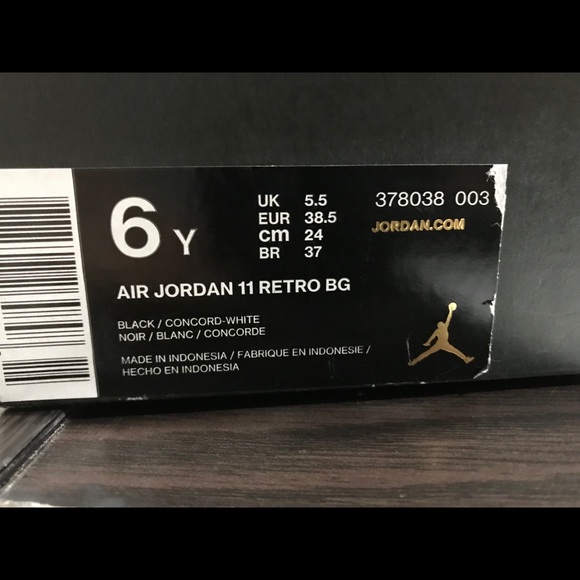 6 Y
UK 5.5
EUR 38.5
cm 24
BR 37
378038 003
JORDAN.COM
AIR JORDAN 11 RETRO BG
BLACK / CONCORD-WHITE
NOIR / BLANC / CONCORDE
MADE IN INDONESIA / FABRIQUE EN INDONESIE /
HECHO EN INDONESIA